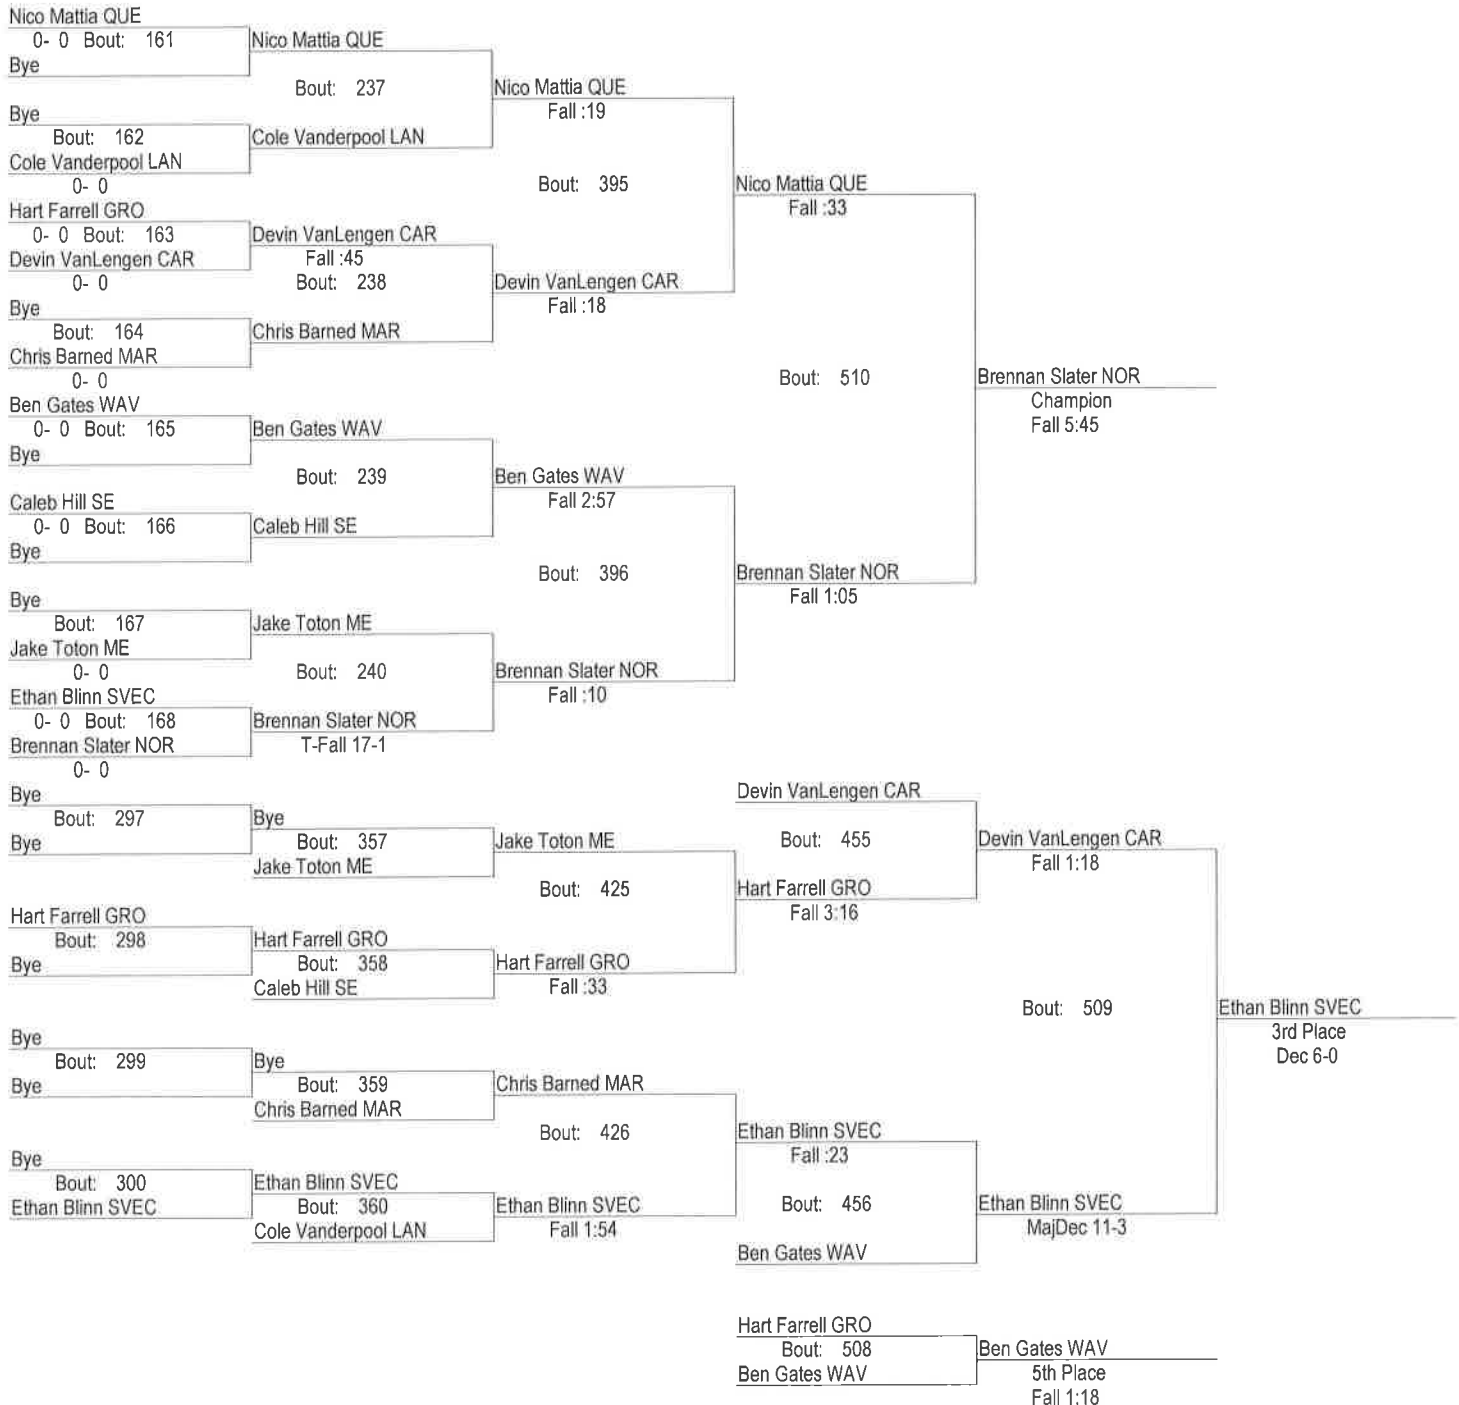 Nico Mattia QUE
0- 0 Bout: 161
Bye
Nico Mattia QUE
Bout: 237
Bye
Bout: 162
Cole Vanderpool LAN
0- 0
Cole Vanderpool LAN
Nico Mattia QUE
Fall :19
Bout: 395
Hart Farrell GRO
0- 0 Bout: 163
Devin VanLengen CAR
0- 0
Devin VanLengen CAR
Fall :45
Bout: 238
Bye
Bout: 164
Chris Barned MAR
0- 0
Chris Barned MAR
Devin VanLengen CAR
Fall :18
Nico Mattia QUE
Fall :33
Bout: 510
Ben Gates WAV
0- 0 Bout: 165
Bye
Ben Gates WAV
Bout: 239
Caleb Hill SE
0- 0 Bout: 166
Bye
Caleb Hill SE
Ben Gates WAV
Fall 2:57
Bout: 396
Bye
Bout: 167
Jake Toton ME
0- 0
Jake Toton ME
Bout: 240
Ethan Blinn SVEC
0- 0 Bout: 168
Brennan Slater NOR
0- 0
Brennan Slater NOR
T-Fall 17-1
Brennan Slater NOR
Fall :10
Brennan Slater NOR
Fall 1:05
Brennan Slater NOR
Champion
Fall 5:45
Bye
Bout: 297
Bye
Bye
Bout: 357
Jake Toton ME
Jake Toton ME
Bout: 425
Hart Farrell GRO
Bout: 298
Bye
Hart Farrell GRO
Bout: 358
Caleb Hill SE
Hart Farrell GRO
Fall :33
Devin VanLengen CAR
Bout: 455
Hart Farrell GRO
Fall 3:16
Devin VanLengen CAR
Fall 1:18
Bout: 509
Bye
Bout: 299
Bye
Bye
Bout: 359
Chris Barned MAR
Chris Barned MAR
Bout: 426
Bye
Bout: 300
Ethan Blinn SVEC
Ethan Blinn SVEC
Bout: 360
Cole Vanderpool LAN
Ethan Blinn SVEC
Fall 1:54
Ethan Blinn SVEC
Fall :23
Bout: 456
Ben Gates WAV
Ethan Blinn SVEC
MajDec 11-3
Ethan Blinn SVEC
3rd Place
Dec 6-0
Hart Farrell GRO
Bout: 508
Ben Gates WAV
Ben Gates WAV
5th Place
Fall 1:18